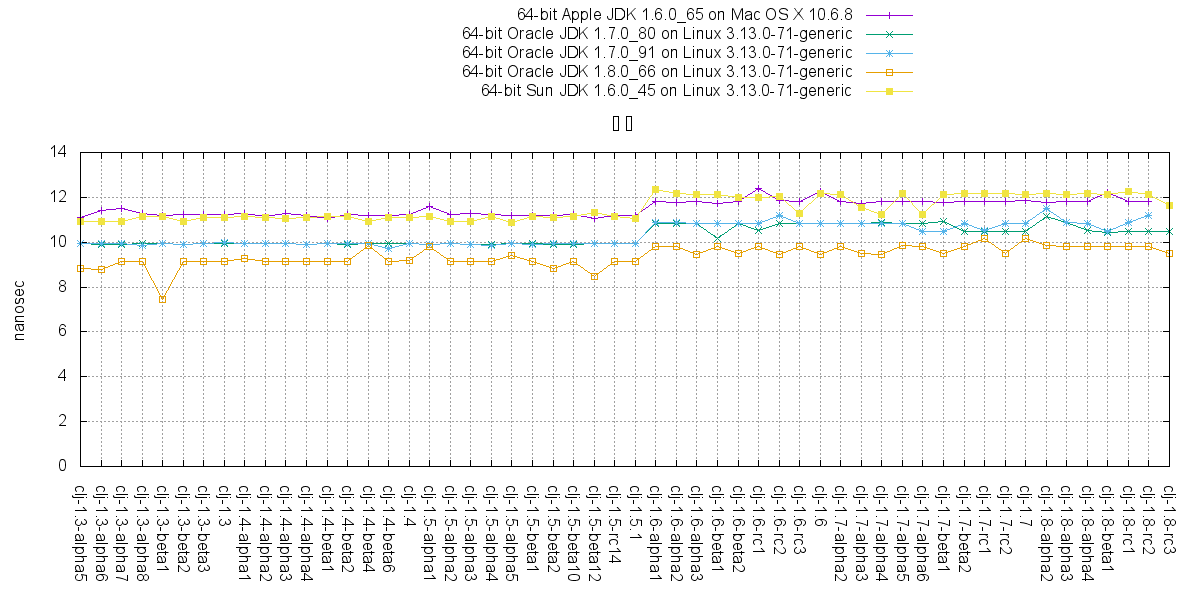 64-bit Apple JDK 1.6.0_65 on Mac OS X 10.6.8
64-bit Oracle JDK 1.7.0_80 on Linux 3.13.0-71-generic
64-bit Oracle JDK 1.7.0_91 on Linux 3.13.0-71-generic
64-bit Oracle JDK 1.8.0_66 on Linux 3.13.0-71-generic
64-bit Sun JDK 1.6.0_45 on Linux 3.13.0-71-generic
14
12
10
8
6
4
2
0
nanosec
clj-1.3-alpha5
clj-1.3-alpha6
clj-1.3-alpha7
clj-1.3-alpha8
clj-1.3-beta1
clj-1.3-beta2
clj-1.3-beta3
clj-1.3
clj-1.4-alpha1
clj-1.4-alpha2
clj-1.4-alpha3
clj-1.4-alpha4
clj-1.4-beta1
clj-1.4-beta2
clj-1.4-beta4
clj-1.4-beta6
clj-1.4
clj-1.5-alpha1
clj-1.5-alpha2
clj-1.5-alpha3
clj-1.5-alpha4
clj-1.5-alpha5
clj-1.5-beta1
clj-1.5-beta2
clj-1.5-beta10
clj-1.5-beta12
clj-1.5-rc14
clj-1.5.1
clj-1.6-alpha1
clj-1.6-alpha2
clj-1.6-alpha3
clj-1.6-beta1
clj-1.6-beta2
clj-1.6-rc1
clj-1.6-rc2
clj-1.6-rc3
clj-1.6
clj-1.7-alpha2
clj-1.7-alpha3
clj-1.7-alpha4
clj-1.7-alpha5
clj-1.7-alpha6
clj-1.7-beta1
clj-1.7-beta2
clj-1.7-rc1
clj-1.7-rc2
clj-1.7
clj-1.8-alpha2
clj-1.8-alpha3
clj-1.8-alpha4
clj-1.8-beta1
clj-1.8-rc1
clj-1.8-rc2
clj-1.8-rc3